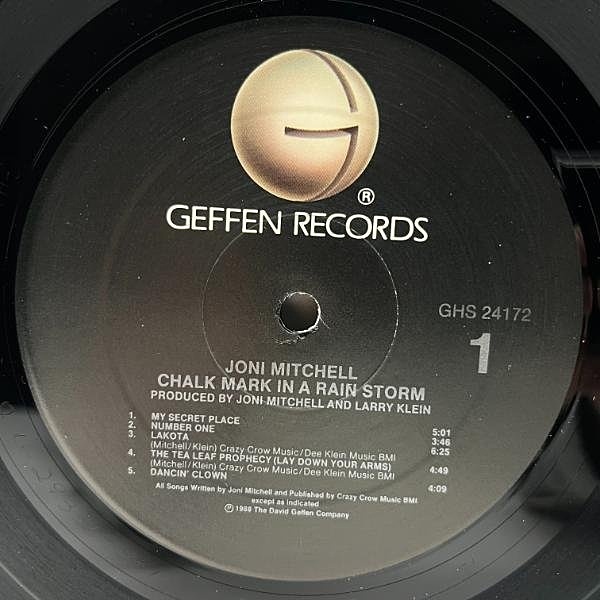 ®
GEFFEN RECORDS
GHS 24172
1
JONI MITCHELL
CHALK MARK IN A RAIN STORM
PRODUCED BY JONI MITCHELL AND LARRY KLEIN
1. MY SECRET PLACE 5:01
2. NUMBER ONE 3:46
3. LAKOTA 6:25
(Mitchell/Klein) Crazy Crow Music/Dee Klein Music BMI
4. THE TEA LEAF PROPHECY (LAY DOWN YOUR ARMS) 4:49
(Mitchell/Klein) Crazy Crow Music/Dee Klein Music BMI
5. DANCIN' CLOWN 4:09
All Songs Written by Joni Mitchell and Published by Crazy Crow Music BMI
except as indicated
℗ 1988 The David Geffen Company